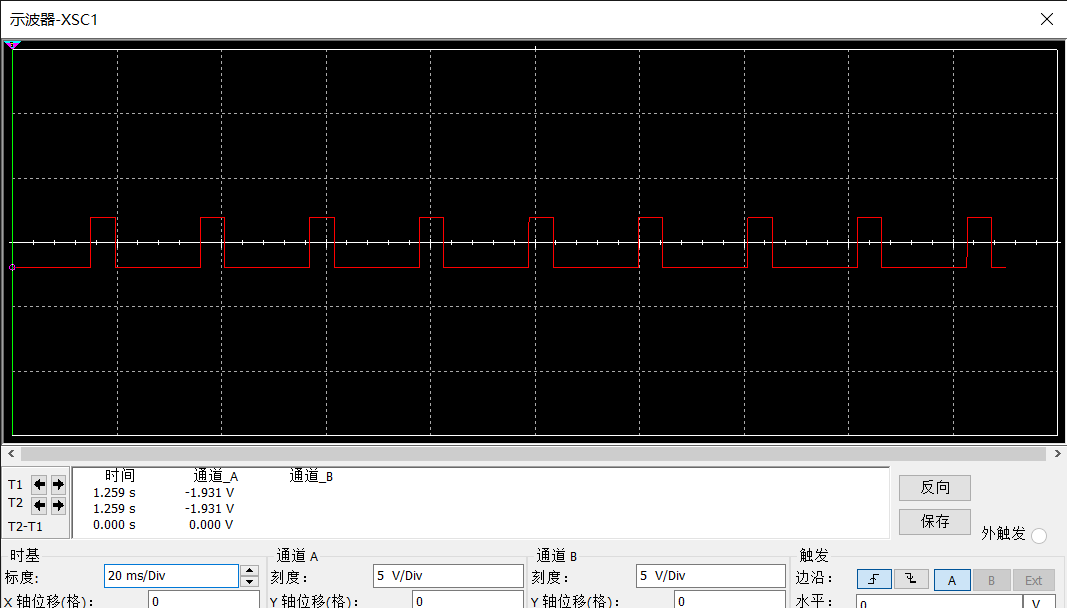 示波器-XSC1
时间 通道_A 通道_B
T1 1.259 s -1.931 V
T2 1.259 s -1.931 V
T2-T1 0.000 s 0.000 V
反向
保存
外触发
时基 通道 A 通道 B 触发
标度: 20 ms/Div 刻度: 5 V/Div 刻度: 5 V/Div 边沿: A B Ext
X 轴位移(格): 0 Y 轴位移(格): 0 Y 轴位移(格): 0 水平: 0 V